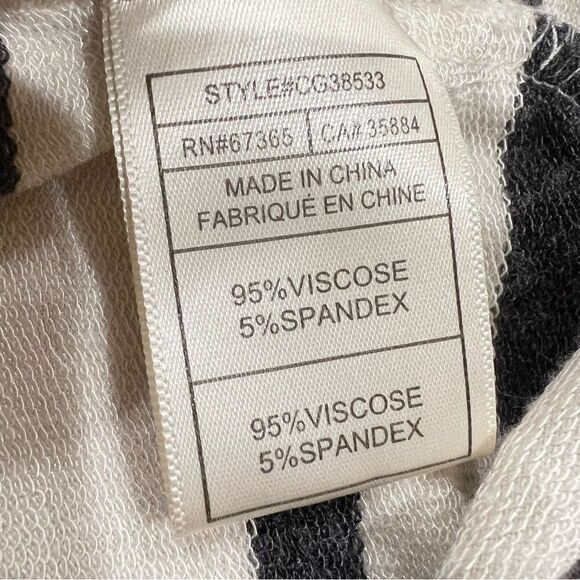 STYLE#CG38533
RN#67365 CA# 35884
MADE IN CHINA
FABRIQUÉ EN CHINE
95%VISCOSE
5%SPANDEX
95%VISCOSE
5%SPANDEX